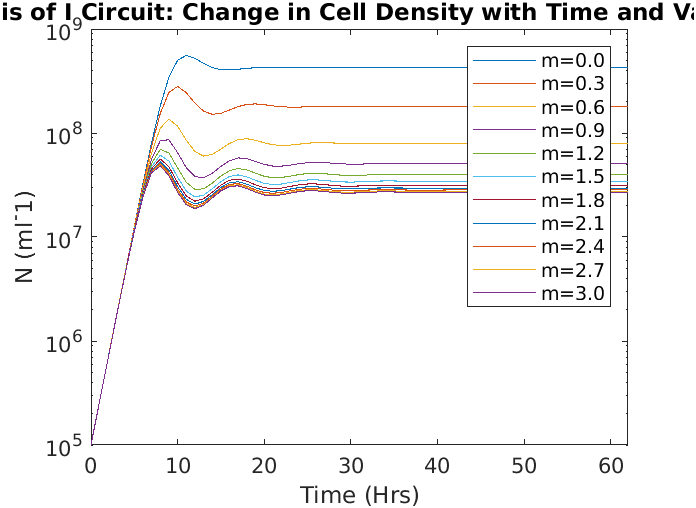 is of I Circuit: Change in Cell Density with Time and Va
10^9
10^8
10^7
10^6
10^5
N (ml^-1)
0 10 20 30 40 50 60
Time (Hrs)
m=0.0
m=0.3
m=0.6
m=0.9
m=1.2
m=1.5
m=1.8
m=2.1
m=2.4
m=2.7
m=3.0